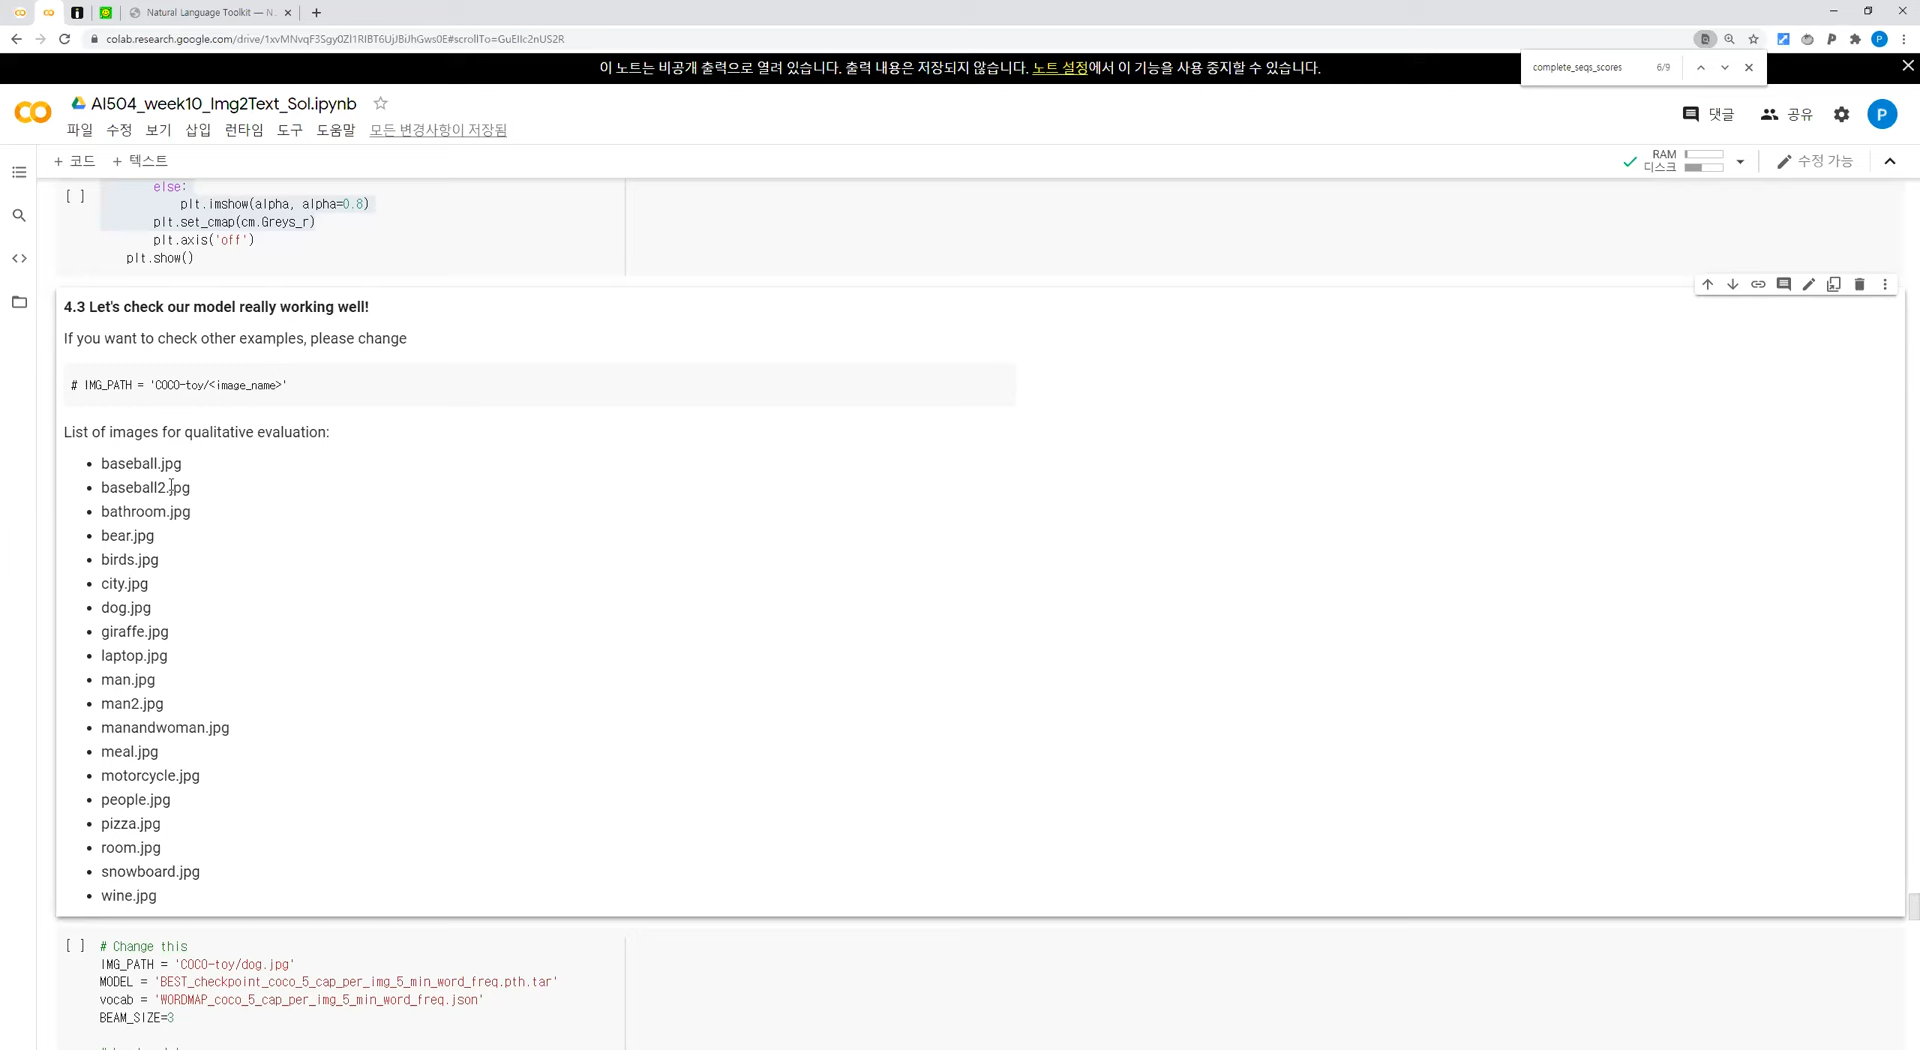 Natural Language Toolkit — N
colab.research.google.com/drive/1xvMNvqF3Sgy0Zl1RIBT6UjJBiJhGws0E#scrollTo=GuEIIc2nUS2R
이 노트는 비공개 출력으로 열려 있습니다. 출력 내용은 저장되지 않습니다. 노트 설정에서 이 기능을 사용 중지할 수 있습니다.
complete_seqs_scores 6/9
CO AI504_week10_Img2Text_Sol.ipynb
댓글 공유 P
파일 수정 보기 삽입 런타임 도구 도움말 모든 변경사항이 저장됨
+ 코드 + 텍스트
RAM
디스크
수정 가능
else:
[ ] plt.imshow(alpha, alpha=0.8)
plt.set_cmap(cm.Greys_r)
plt.axis('off')
plt.show()
4.3 Let's check our model really working well!
If you want to check other examples, please change
# IMG_PATH = 'COCO-toy/<image_name>'
List of images for qualitative evaluation:
• baseball.jpg
• baseball2.jpg
• bathroom.jpg
• bear.jpg
• birds.jpg
• city.jpg
• dog.jpg
• giraffe.jpg
• laptop.jpg
• man.jpg
• man2.jpg
• manandwoman.jpg
• meal.jpg
• motorcycle.jpg
• people.jpg
• pizza.jpg
• room.jpg
• snowboard.jpg
• wine.jpg
[ ] # Change this
IMG_PATH = 'COCO-toy/dog.jpg'
MODEL = 'BEST_checkpoint_coco_5_cap_per_img_5_min_word_freq.pth.tar'
vocab = 'WORDMAP_coco_5_cap_per_img_5_min_word_freq.json'
BEAM_SIZE=3